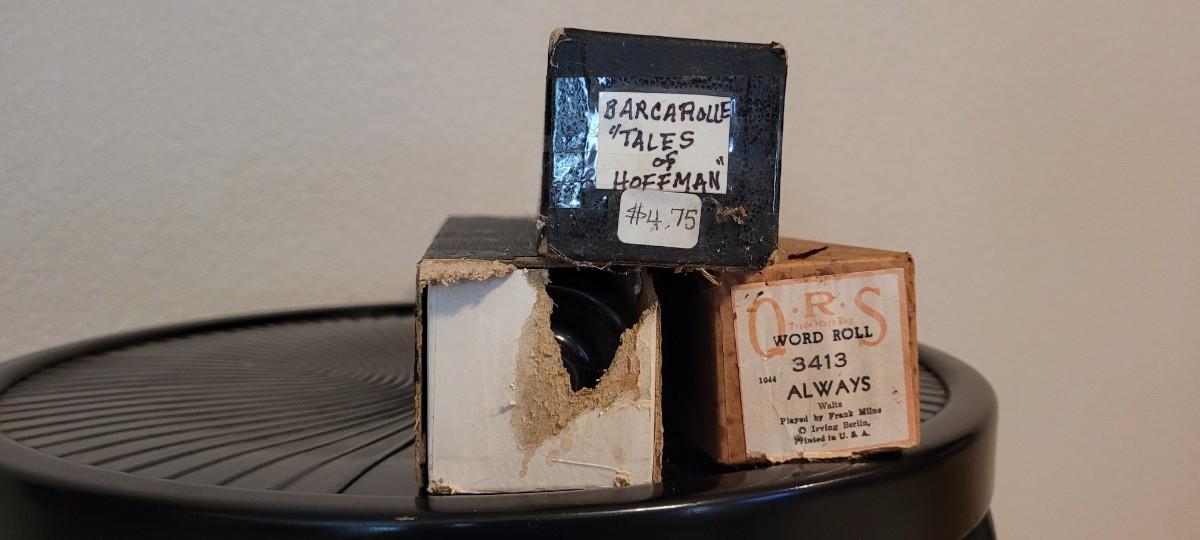 BARCAROLLE
"TALES
of
HOFFMAN"
$4.75
Q·R·S
Trade Mark Reg.
WORD ROLL
3413
1044
ALWAYS
Waltz
Played by Frank Milne
© Irving Berlin,
Printed in U. S. A.